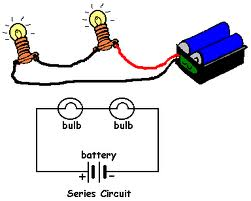 bulb bulb
battery
+ -
Series Circuit